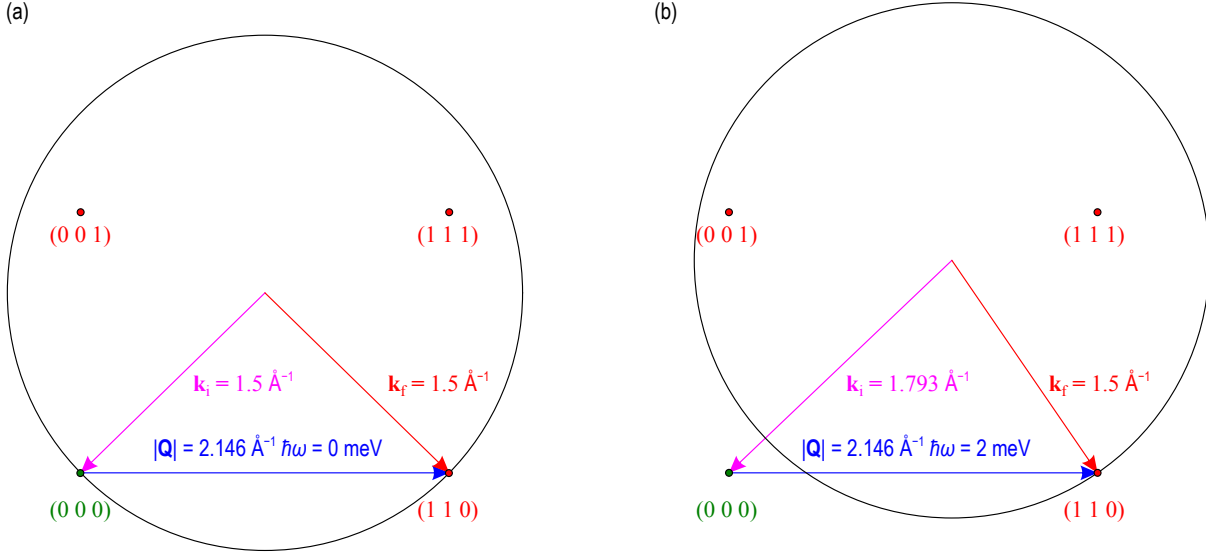 (a)
(0 0 1)
(1 1 1)
kᵢ = 1.5 Å⁻¹
k_f = 1.5 Å⁻¹
|Q| = 2.146 Å⁻¹ ℏω = 0 meV
(0 0 0)
(1 1 0)
(b)
(0 0 1)
(1 1 1)
kᵢ = 1.793 Å⁻¹
k_f = 1.5 Å⁻¹
|Q| = 2.146 Å⁻¹ ℏω = 2 meV
(0 0 0)
(1 1 0)